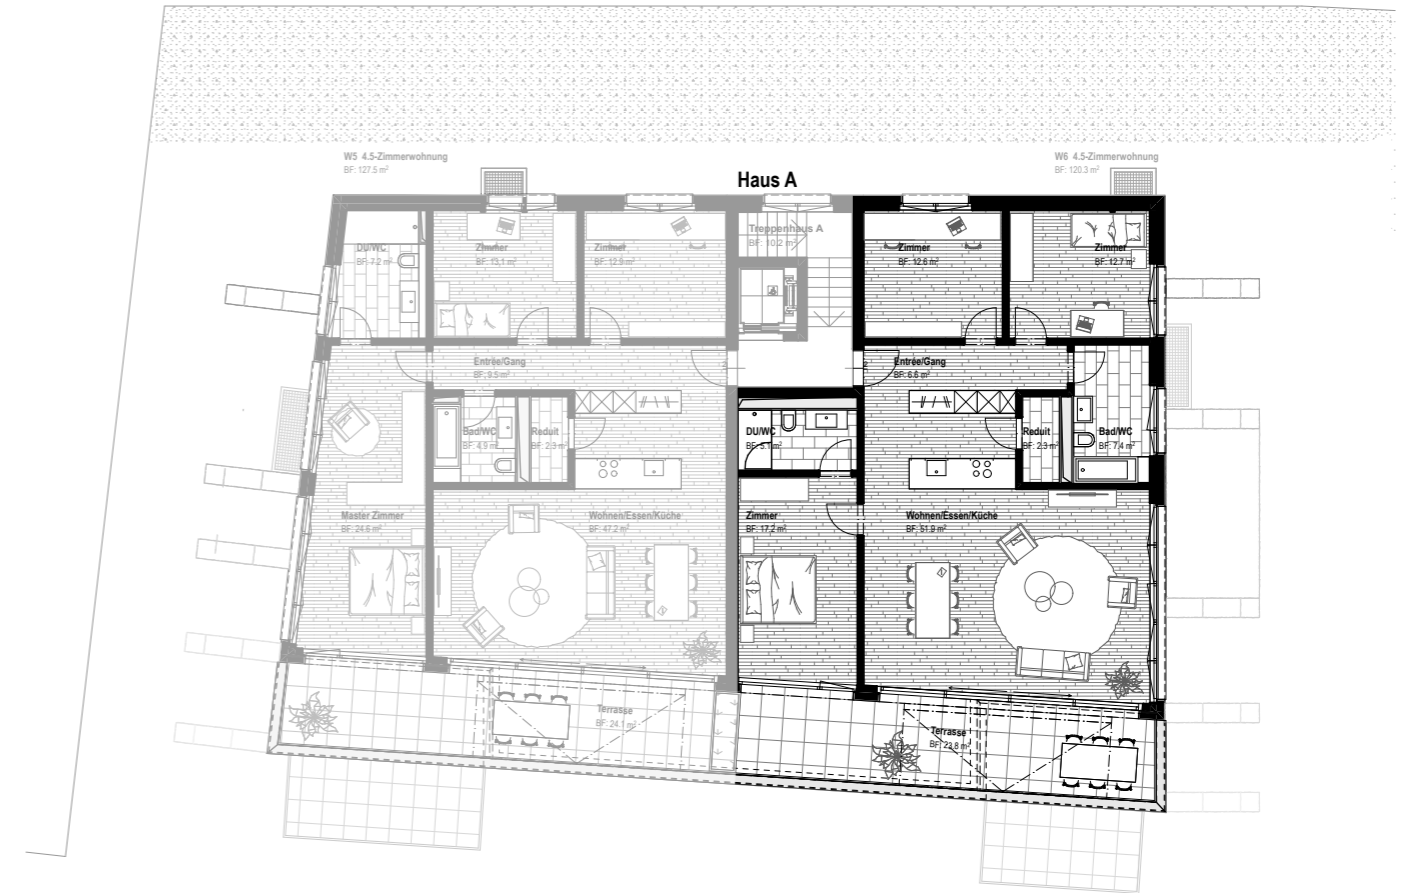 W5 4.5-Zimmerwohnung
BF: 127.5 m²
W6 4.5-Zimmerwohnung
BF: 120.3 m²
Haus A
Treppenhaus A
BF: 10.2 m²
DU/WC
BF: 7.2 m²
Zimmer
BF: 13.1 m²
Zimmer
BF: 12.9 m²
Zimmer
BF: 12.6 m²
Zimmer
BF: 12.7 m²
Entrée/Gang
BF: 9.5 m²
Entrée/Gang
BF: 6.6 m²
Bad/WC
BF: 4.9 m²
Reduit
BF: 2.3 m²
DU/WC
BF: 5.1 m²
Reduit
BF: 2.3 m²
Bad/WC
BF: 7.4 m²
Master Zimmer
BF: 24.6 m²
Wohnen/Essen/Küche
BF: 47.2 m²
Zimmer
BF: 17.2 m²
Wohnen/Essen/Küche
BF: 51.9 m²
Terrasse
BF: 24.1 m²
Terrasse
BF: 23.8 m²